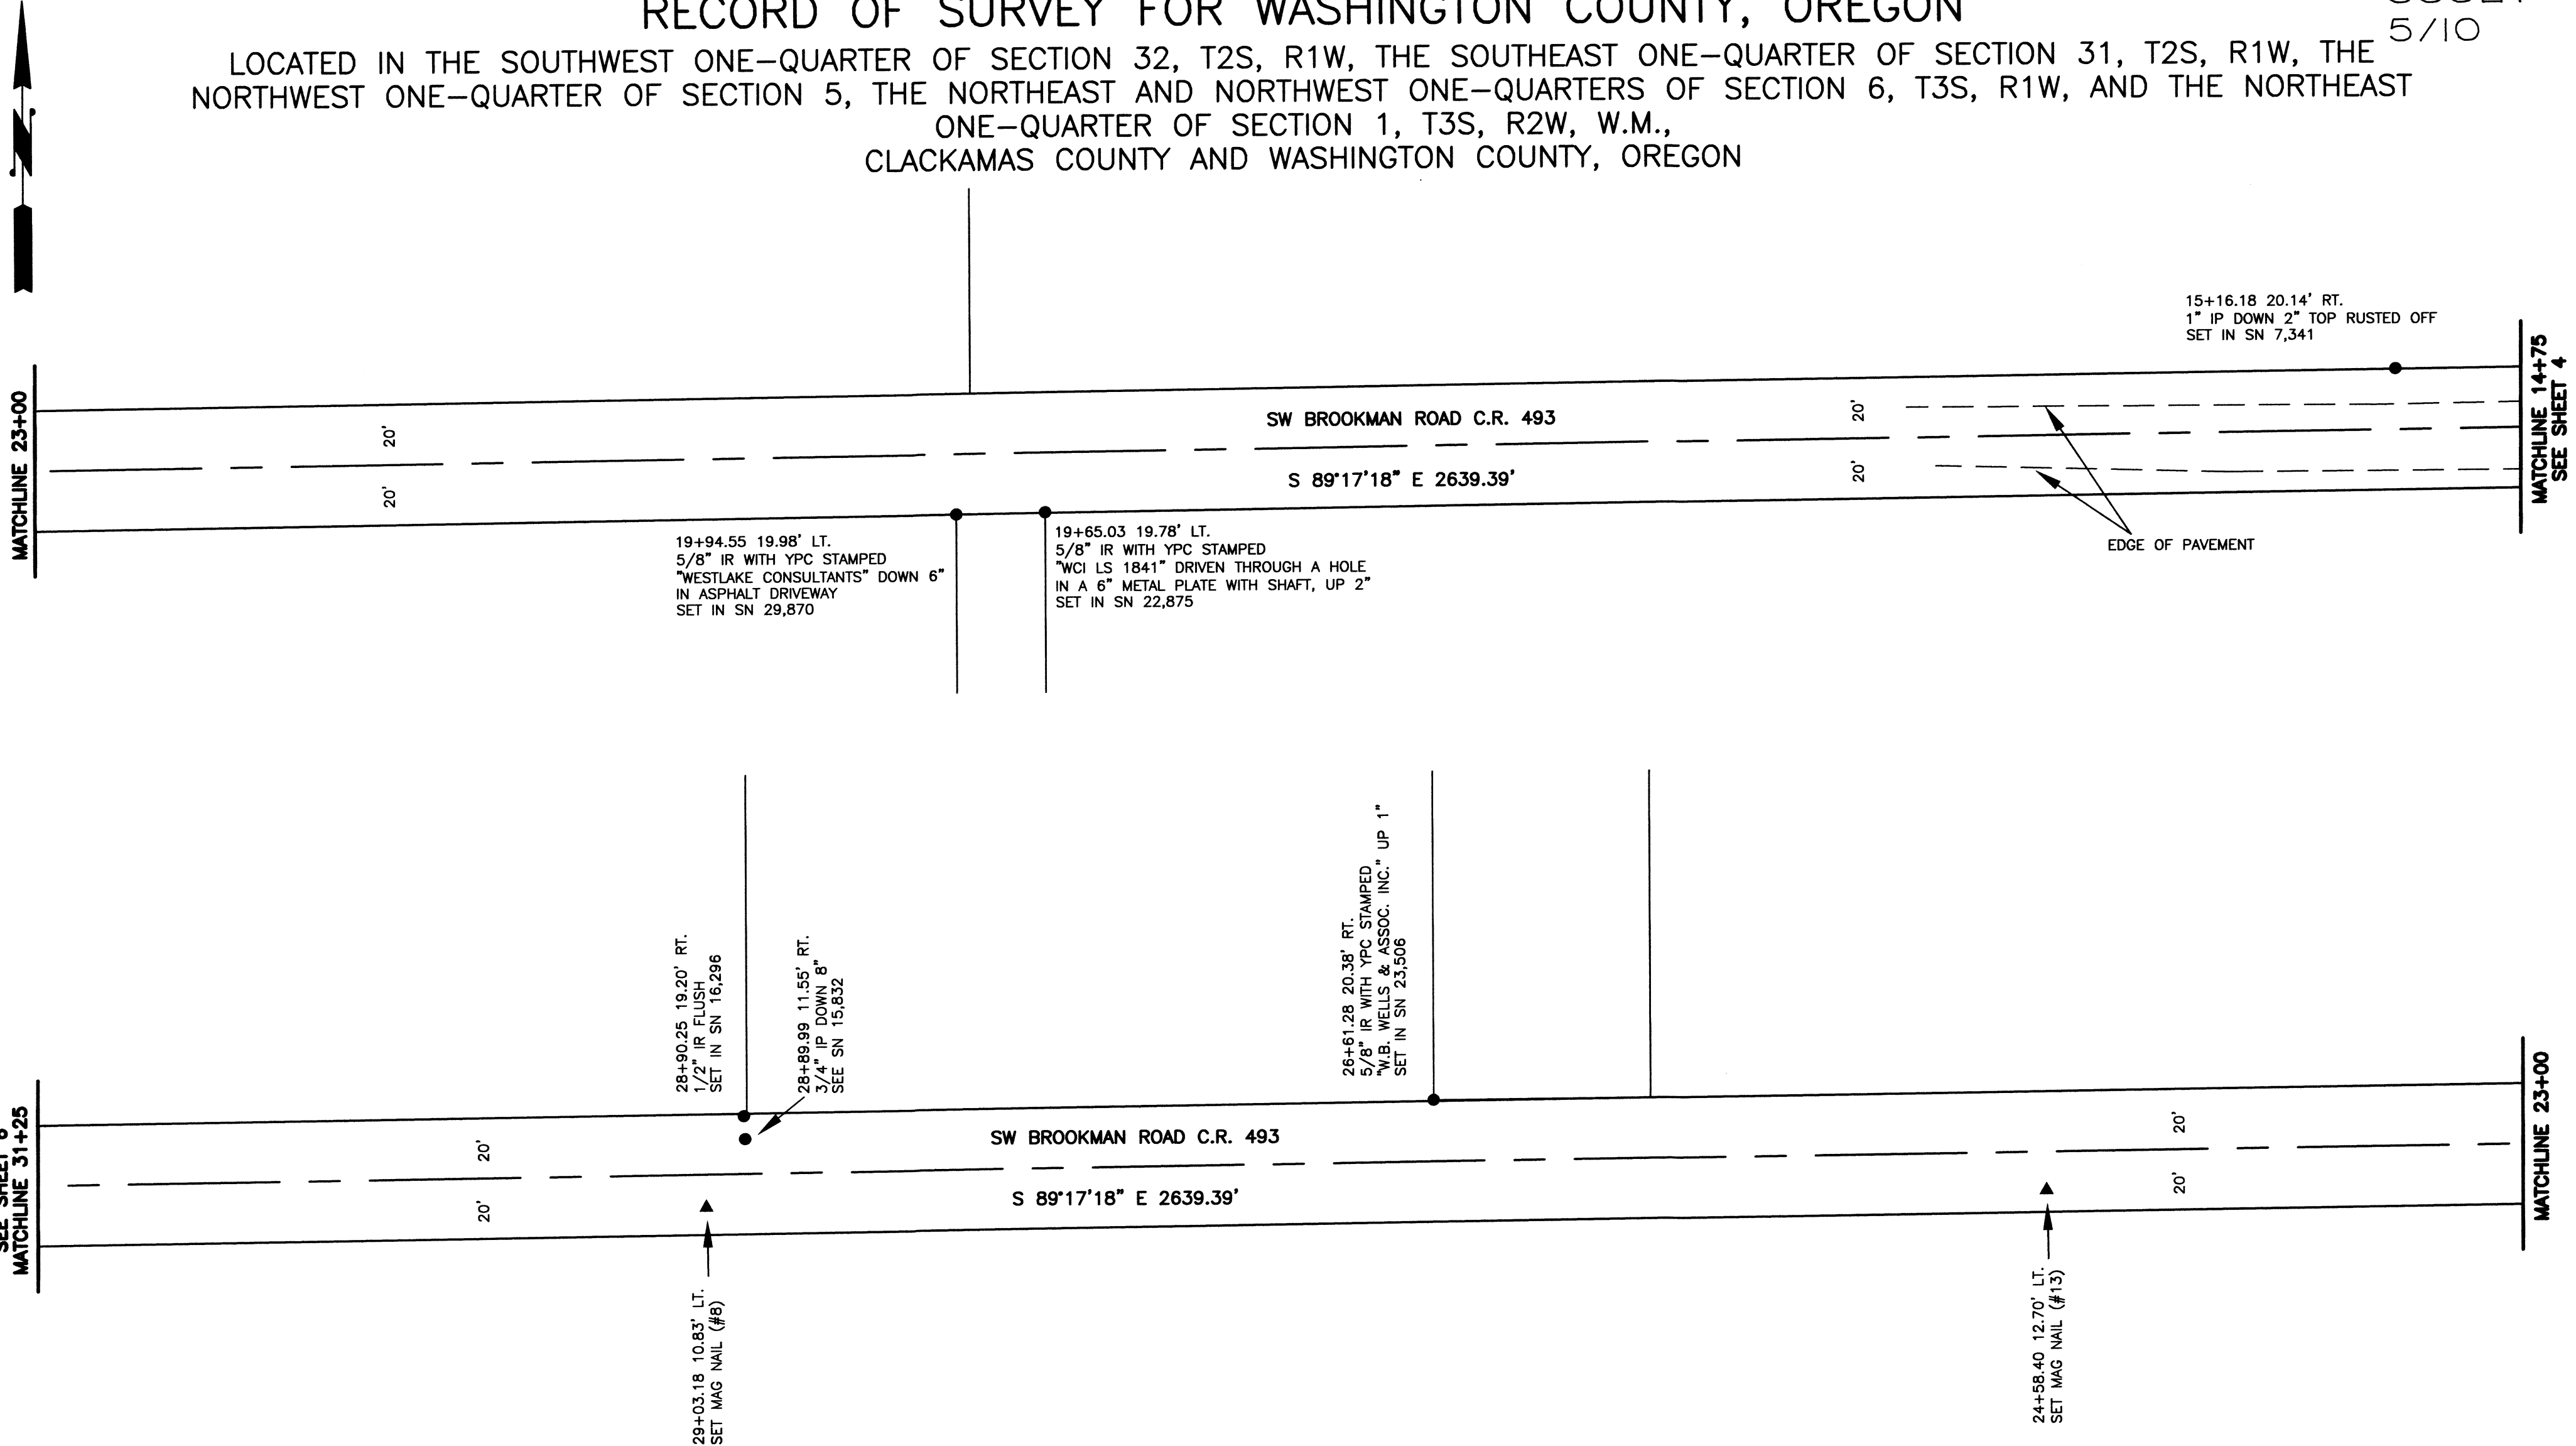 RECORD OF SURVEY FOR WASHINGTON COUNTY, OREGON
5/10
LOCATED IN THE SOUTHWEST ONE-QUARTER OF SECTION 32, T2S, R1W, THE SOUTHEAST ONE-QUARTER OF SECTION 31, T2S, R1W, THE
NORTHWEST ONE-QUARTER OF SECTION 5, THE NORTHEAST AND NORTHWEST ONE-QUARTERS OF SECTION 6, T3S, R1W, AND THE NORTHEAST
ONE-QUARTER OF SECTION 1, T3S, R2W, W.M.,
CLACKAMAS COUNTY AND WASHINGTON COUNTY, OREGON
N
15+16.18 20.14' RT.
1" IP DOWN 2" TOP RUSTED OFF
SET IN SN 7,341
MATCHLINE 23+00
20'
20'
SW BROOKMAN ROAD C.R. 493
S 89°17'18" E 2639.39'
20'
20'
MATCHLINE 14+75
SEE SHEET 4
EDGE OF PAVEMENT
19+94.55 19.98' LT.
5/8" IR WITH YPC STAMPED
"WESTLAKE CONSULTANTS" DOWN 6"
IN ASPHALT DRIVEWAY
SET IN SN 29,870
19+65.03 19.78' LT.
5/8" IR WITH YPC STAMPED
"WCI LS 1841" DRIVEN THROUGH A HOLE
IN A 6" METAL PLATE WITH SHAFT, UP 2"
SET IN SN 22,875
28+90.25 19.20' RT.
1/2" IR FLUSH
SET IN SN 16,296
28+89.99 11.55' RT.
3/4" IP DOWN 8"
SEE SN 15,832
26+61.28 20.38' RT.
5/8" IR WITH YPC STAMPED
"W.B. WELLS & ASSOC. INC." UP 1"
SET IN SN 23,506
SEE SHEET
MATCHLINE 31+25
20'
20'
SW BROOKMAN ROAD C.R. 493
S 89°17'18" E 2639.39'
20'
20'
MATCHLINE 23+00
29+03.18 10.83' LT.
SET MAG NAIL (#8)
24+58.40 12.70' LT.
SET MAG NAIL (#13)